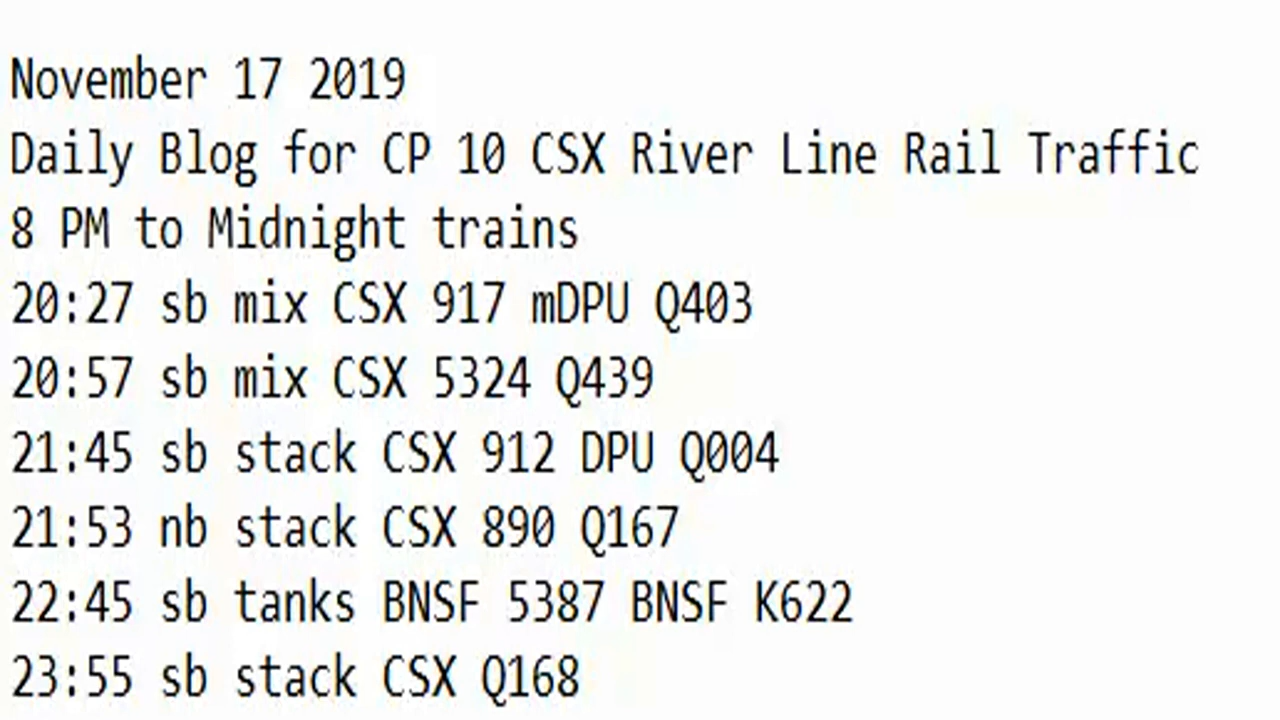 November 17 2019
Daily Blog for CP 10 CSX River Line Rail Traffic
8 PM to Midnight trains
20:27 sb mix CSX 917 mDPU Q403
20:57 sb mix CSX 5324 Q439
21:45 sb stack CSX 912 DPU Q004
21:53 nb stack CSX 890 Q167
22:45 sb tanks BNSF 5387 BNSF K622
23:55 sb stack CSX Q168